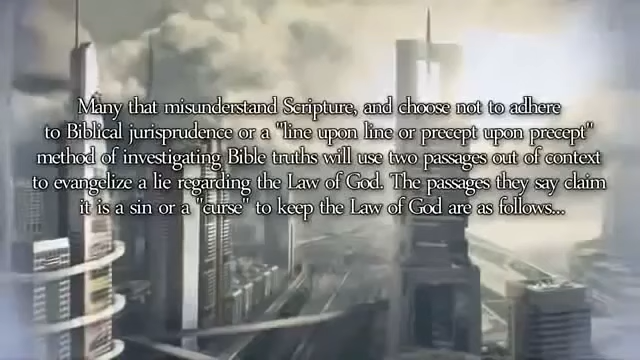 Many that misunderstand Scripture, and choose not to adhere
to Biblical jurisprudence or a "line upon line or precept upon precept"
method of investigating Bible truths will use two passages out of context
to evangelize a lie regarding the Law of God. The passages they say claim
it is a sin or a "curse" to keep the Law of God are as follows...